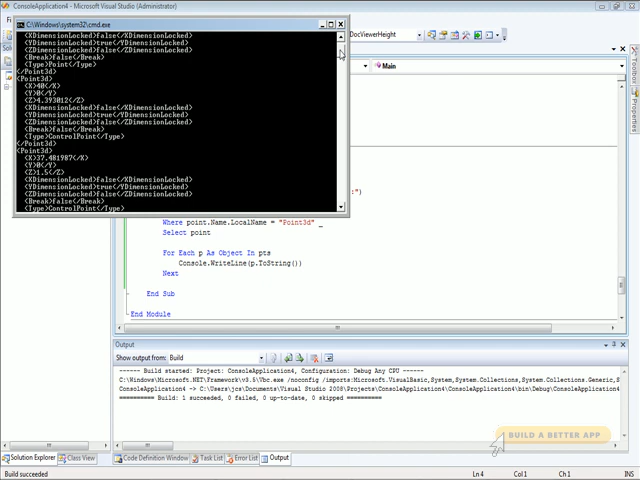 ConsoleApplication4 - Microsoft Visual Studio (Administrator)
C:\Windows\system32\cmd.exe
<XDimensionLocked>false</XDimensionLocked>
<YDimensionLocked>true</YDimensionLocked>
<ZDimensionLocked>false</ZDimensionLocked>
<Break>false</Break>
<Type>Point</Type>
</Point3d>
<Point3d>
<X>40</X>
<Y>0</Y>
<Z>4.393012</Z>
<XDimensionLocked>false</XDimensionLocked>
<YDimensionLocked>true</YDimensionLocked>
<ZDimensionLocked>false</ZDimensionLocked>
<Break>false</Break>
<Type>ControlPoint</Type>
</Point3d>
<Point3d>
<X>37.481987</X>
<Y>0</Y>
<Z>1.5</Z>
<XDimensionLocked>false</XDimensionLocked>
<YDimensionLocked>true</YDimensionLocked>
<ZDimensionLocked>false</ZDimensionLocked>
<Break>false</Break>
<Type>ControlPoint</Type>
DocViewerHeight
Main
Toolbox
Properties
:")
Where point.Name.LocalName = "Point3d" _
Select point
For Each p As Object In pts
Console.WriteLine(p.ToString())
Next
End Sub
End Module
Output
Show output from: Build
------ Build started: Project: ConsoleApplication4, Configuration: Debug Any CPU ------
C:\Windows\Microsoft.NET\Framework\v3.5\Vbc.exe /noconfig /imports:Microsoft.VisualBasic,System,System.Collections,System.Collections.Generic,S
ConsoleApplication4 -> C:\Users\jcs\Documents\Visual Studio 2008\Projects\ConsoleApplication4\ConsoleApplication4\bin\Debug\ConsoleApplication4
========== Build: 1 succeeded, 0 failed, 0 up-to-date, 0 skipped ==========
BUILD A BETTER APP
Solution Explorer
Class View
Code Definition Window
Task List
Error List
Output
Build succeeded
Ln 4
Col 1
Ch 1
INS